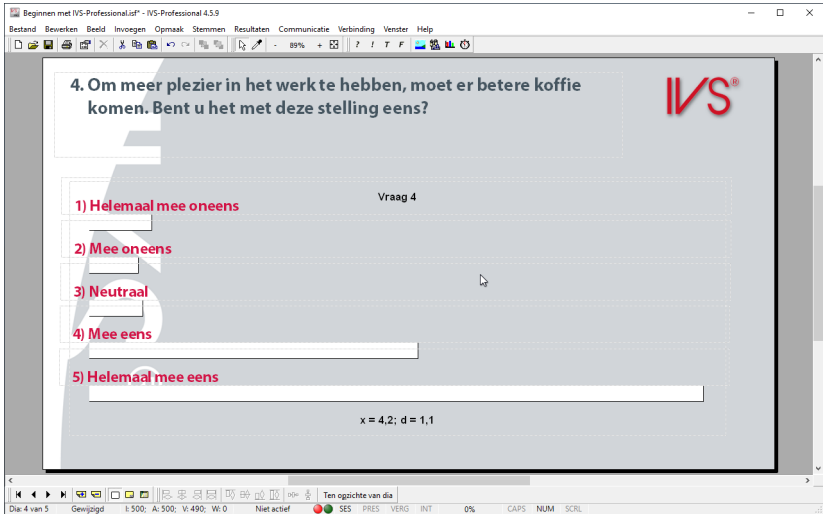 Beginnen met IVS-Professional.isf* - IVS-Professional 4.5.9
Bestand Bewerken Beeld Invoegen Opmaak Stemmen Resultaten Communicatie Verbinding Venster Help
- 89% + ? ! T F
4. Om meer plezier in het werk te hebben, moet er betere koffie
komen. Bent u het met deze stelling eens?
IVS®
Vraag 4
1) Helemaal mee oneens
2) Mee oneens
3) Neutraal
4) Mee eens
5) Helemaal mee eens
x = 4,2; d = 1,1
Ten opzichte van dia
Dia: 4 van 5 Gewijzigd I: 500; A: 500; V: 490; W: 0 Niet actief SES PRES VERG INT 0% CAPS NUM SCRL